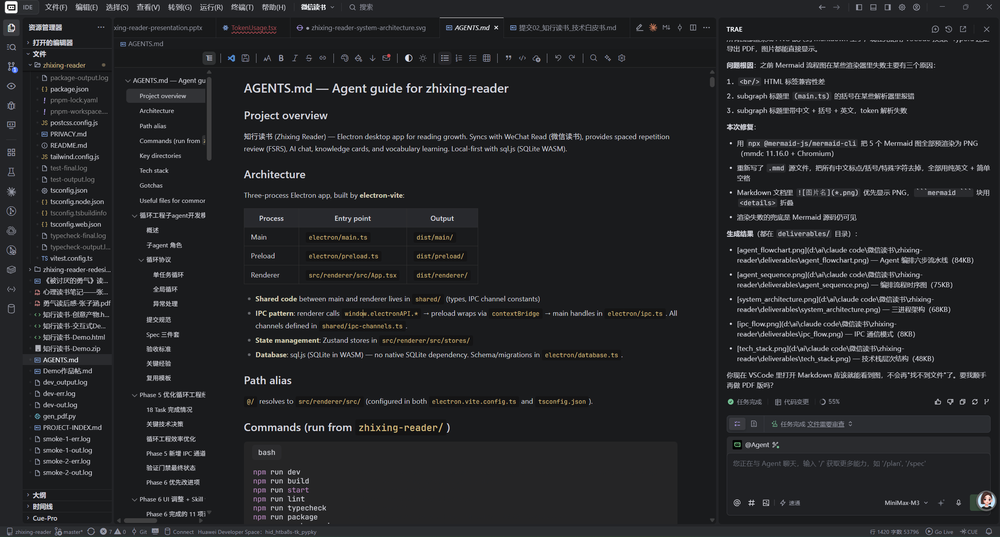 IDE 文件(F) 编辑(E) 选择(S) 查看(V) 转到(G) 运行(R) 终端(T) 帮助(H) 微信读书 搜索
资源管理器
打开的编辑器
文件
zhixing-reader
package-output.log
package.json
pnpm-lock.yaml
pnpm-workspace....
postcss.config.js
PRIVACY.md
README.md
tailwind.config.js
test-final.log
test-output.log
tsconfig.json
tsconfig.node.json
tsconfig.tsbuildinfo
tsconfig.web.json
typecheck-final.log
typecheck-output.l...
vitest.config.ts
zhixing-reader-redesi...
《被讨厌的勇气》读...
心理读书笔记——张...
勇气读后感-张子涵.pdf
知行读书-创意产物.h...
知行读书-交互式De...
知行读书-Demo.html
知行读书-Demo.zip
AGENTS.md
Demo作品帖.md
dev_output.log
dev-err.log
dev-out.log
gen_pdf.py
PROJECT-INDEX.md
smoke-1-err.log
smoke-1-out.log
smoke-2-err.log
smoke-2-out.log
大纲
时间线
Cue-Pro
xing-reader-presentation.pptx
TokenUsage.tsx
zhixing-reader-system-architecture.svg
AGENTS.md
提交02_知行读书_技术白皮书.md
AGENTS.md
AGENTS.md — Agent gu
Project overview
Architecture
Path alias
Commands (run from z
Key directories
Tech stack
Gotchas
Useful files for commor
循环工程子agent开发模
概述
子agent 角色
循环协议
单任务循环
全局循环
异常处理
提交规范
Spec 三件套
验收标准
关键经验
复用模板
Phase 5 优化循环工程经
18 Task 完成情况
关键技术决策
循环工程效率优化
Phase 5 新增 IPC 通道
验证门禁最终状态
Phase 6 优先改进项
Phase 6 UI 调整 + Skill
Phase 6 完成的 11 项
AGENTS.md — Agent guide for zhixing-reader
Project overview
知行读书 (Zhixing Reader) — Electron desktop app for reading growth. Syncs with WeChat Read (微信读书), provides spaced repetition
review (FSRS), AI chat, knowledge cards, and vocabulary learning. Local-first with sql.js (SQLite WASM).
Architecture
Three-process Electron app, built by electron-vite:
Process Entry point Output
Main electron/main.ts dist/main/
Preload electron/preload.ts dist/preload/
Renderer src/renderer/src/App.tsx dist/renderer/
Shared code between main and renderer lives in shared/ (types, IPC channel constants)
IPC pattern: renderer calls window.electronAPI.* → preload wraps via contextBridge → main handles in electron/ipc.ts . All
channels defined in shared/ipc-channels.ts .
State management: Zustand stores in src/renderer/src/stores/
Database: sql.js (SQLite in WASM) — no native SQLite dependency. Schema/migrations in electron/database.ts .
Path alias
@/ resolves to src/renderer/src/ (configured in both electron.vite.config.ts and tsconfig.json ).
Commands (run from zhixing-reader/ )
bash
npm run dev
npm run build
npm run start
npm run lint
npm run typecheck
npm run package
TRAE
导出 PDF，图片都能直接显示。
问题根因：之前 Mermaid 流程图在某些渲染器里失败主要有三个原因：
1. <br/> HTML 标签兼容性差
2. subgraph 标题里 (main.ts) 的括号在某些解析器里报错
3. subgraph 标题里带中文 + 括号 + 英文，token 解析失败
本次修复：
• 用 npx @mermaid-js/mermaid-cli 把 5 个 Mermaid 图全部预渲染为 PNG
（mmdc 11.16.0 + Chromium）
• 重新写了 .mmd 源文件，把所有中文标点/括号/特殊字符去掉，全部用纯英文 + 简单
空格
• Markdown 文档里 ![图片名](*.png) 优先显示 PNG， ```mermaid ``` 块用
<details> 折叠
• 渲染失败的兜底是 Mermaid 源码仍可见
生成结果（都在 deliverables/ 目录）：
• [agent_flowchart.png](d:\ai\claude code\微信读书\zhixing-
reader\deliverables\agent_flowchart.png) — Agent 编排六步流水线（84KB）
• [agent_sequence.png](d:\ai\claude code\微信读书\zhixing-
reader\deliverables\agent_sequence.png) — 编排流程时序图（75KB）
• [system_architecture.png](d:\ai\claude code\微信读书\zhixing-
reader\deliverables\system_architecture.png) — 三进程架构（68KB）
• [ipc_flow.png](d:\ai\claude code\微信读书\zhixing-
reader\deliverables\ipc_flow.png) — IPC 通信模式（8KB）
• [tech_stack.png](d:\ai\claude code\微信读书\zhixing-
reader\deliverables\tech_stack.png) — 技术栈层次结构（48KB）
你现在 VSCode 里打开 Markdown 应该就能看到图，不会再"找不到文件"了。要我顺手
再做 PDF 版吗？
任务完成 代码变更 55%
任务完成 文件需要审查
@Agent
您正在与 Agent 聊天，输入 '/' 获取更多能力，如 '/plan', '/spec'
速通 MiniMax-M3
zhixing-reader master* 7 0 Git Connect Huawei Developer Space： hid_htba8s-tk_pypky 行 1420 字数 53796 Go Live CUE